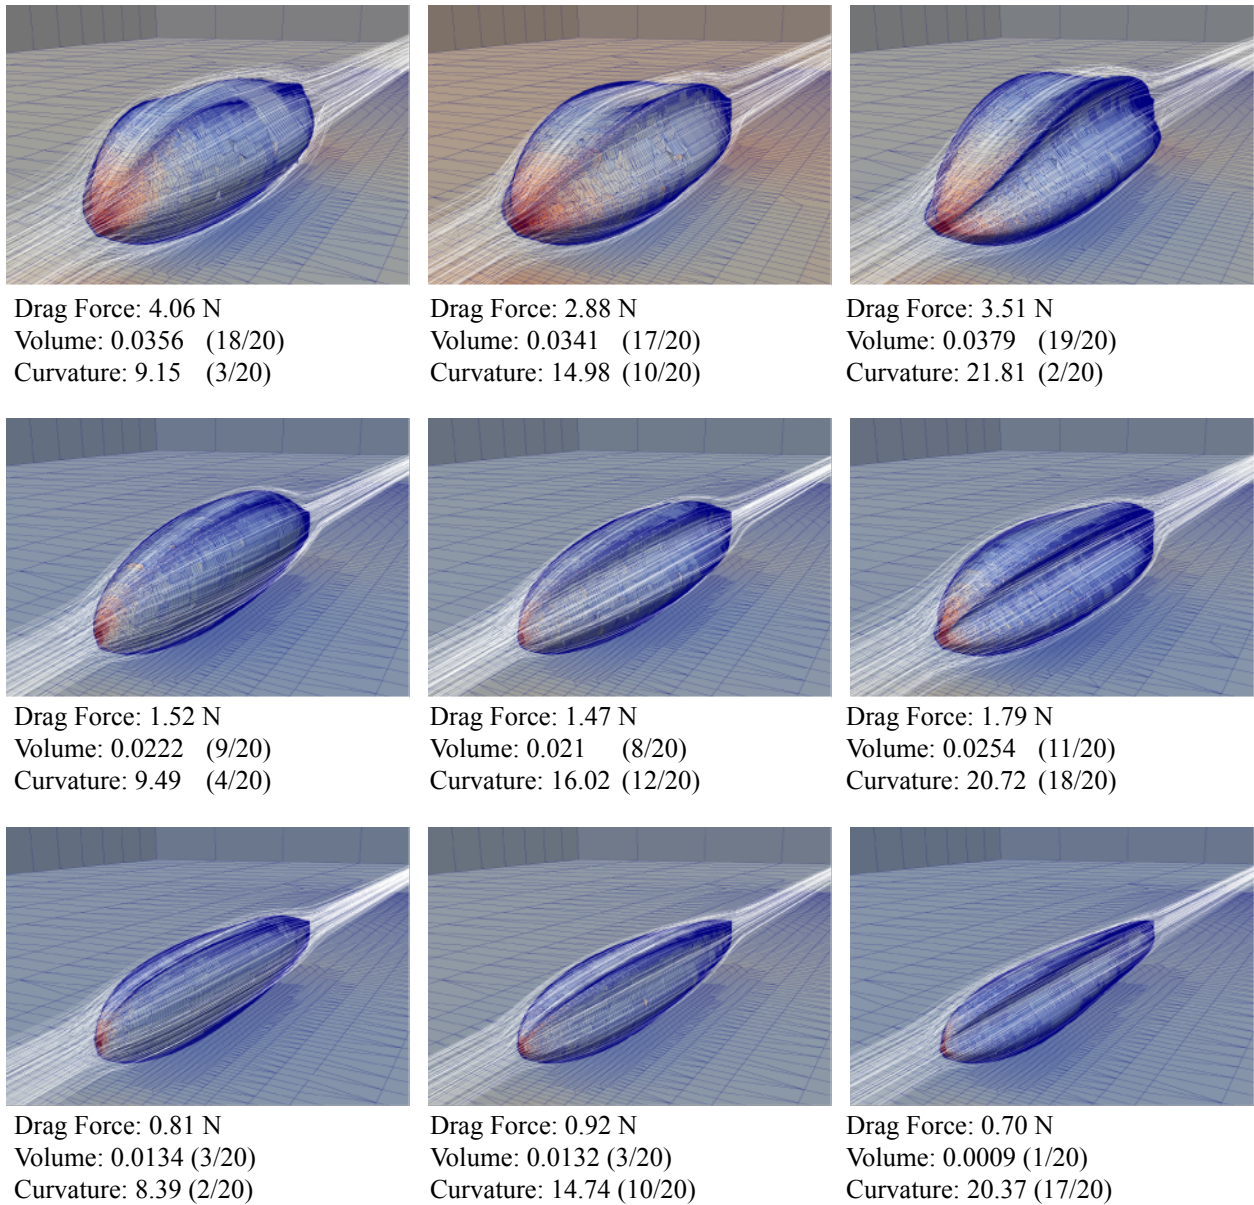 Drag Force: 4.06 N
Volume: 0.0356 (18/20)
Curvature: 9.15 (3/20)
Drag Force: 2.88 N
Volume: 0.0341 (17/20)
Curvature: 14.98 (10/20)
Drag Force: 3.51 N
Volume: 0.0379 (19/20)
Curvature: 21.81 (2/20)
Drag Force: 1.52 N
Volume: 0.0222 (9/20)
Curvature: 9.49 (4/20)
Drag Force: 1.47 N
Volume: 0.021 (8/20)
Curvature: 16.02 (12/20)
Drag Force: 1.79 N
Volume: 0.0254 (11/20)
Curvature: 20.72 (18/20)
Drag Force: 0.81 N
Volume: 0.0134 (3/20)
Curvature: 8.39 (2/20)
Drag Force: 0.92 N
Volume: 0.0132 (3/20)
Curvature: 14.74 (10/20)
Drag Force: 0.70 N
Volume: 0.0009 (1/20)
Curvature: 20.37 (17/20)